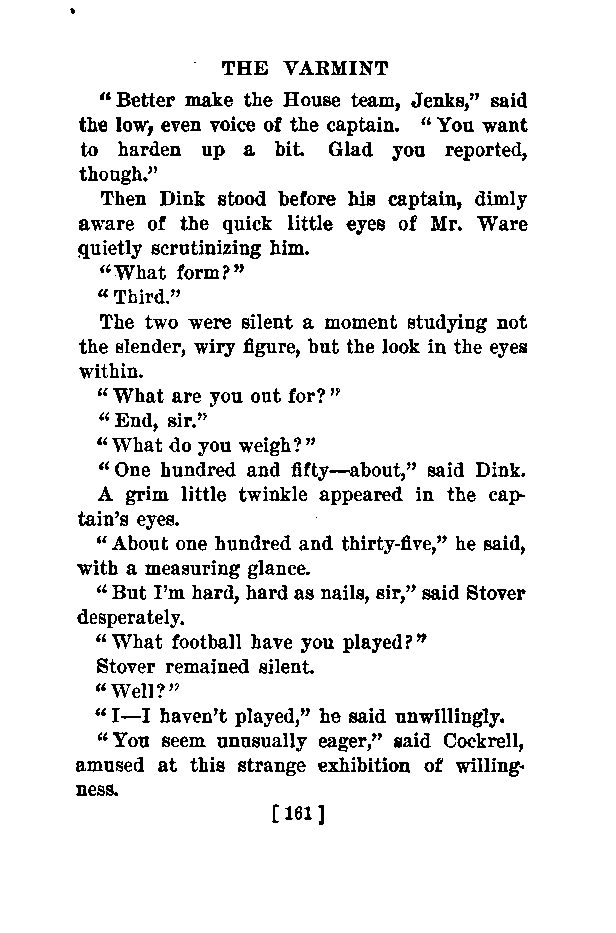 THE VARMINT
“Better make the House team, Jenks,” said
the low, even voice of the captain. “You want
to harden up a bit. Glad you reported,
though.”
Then Dink stood before his captain, dimly
aware of the quick little eyes of Mr. Ware
quietly scrutinizing him.
“What form?”
“Third.”
The two were silent a moment studying not
the slender, wiry figure, but the look in the eyes
within.
“What are you out for?”
“End, sir.”
“What do you weigh?”
“One hundred and fifty—about,” said Dink.
A grim little twinkle appeared in the cap-
tain’s eyes.
“About one hundred and thirty-five,” he said,
with a measuring glance.
“But I’m hard, hard as nails, sir,” said Stover
desperately.
“What football have you played?”
Stover remained silent.
“Well?”
“I—I haven’t played,” he said unwillingly.
“You seem unusually eager,” said Cockrell,
amused at this strange exhibition of willing-
ness.
[161]